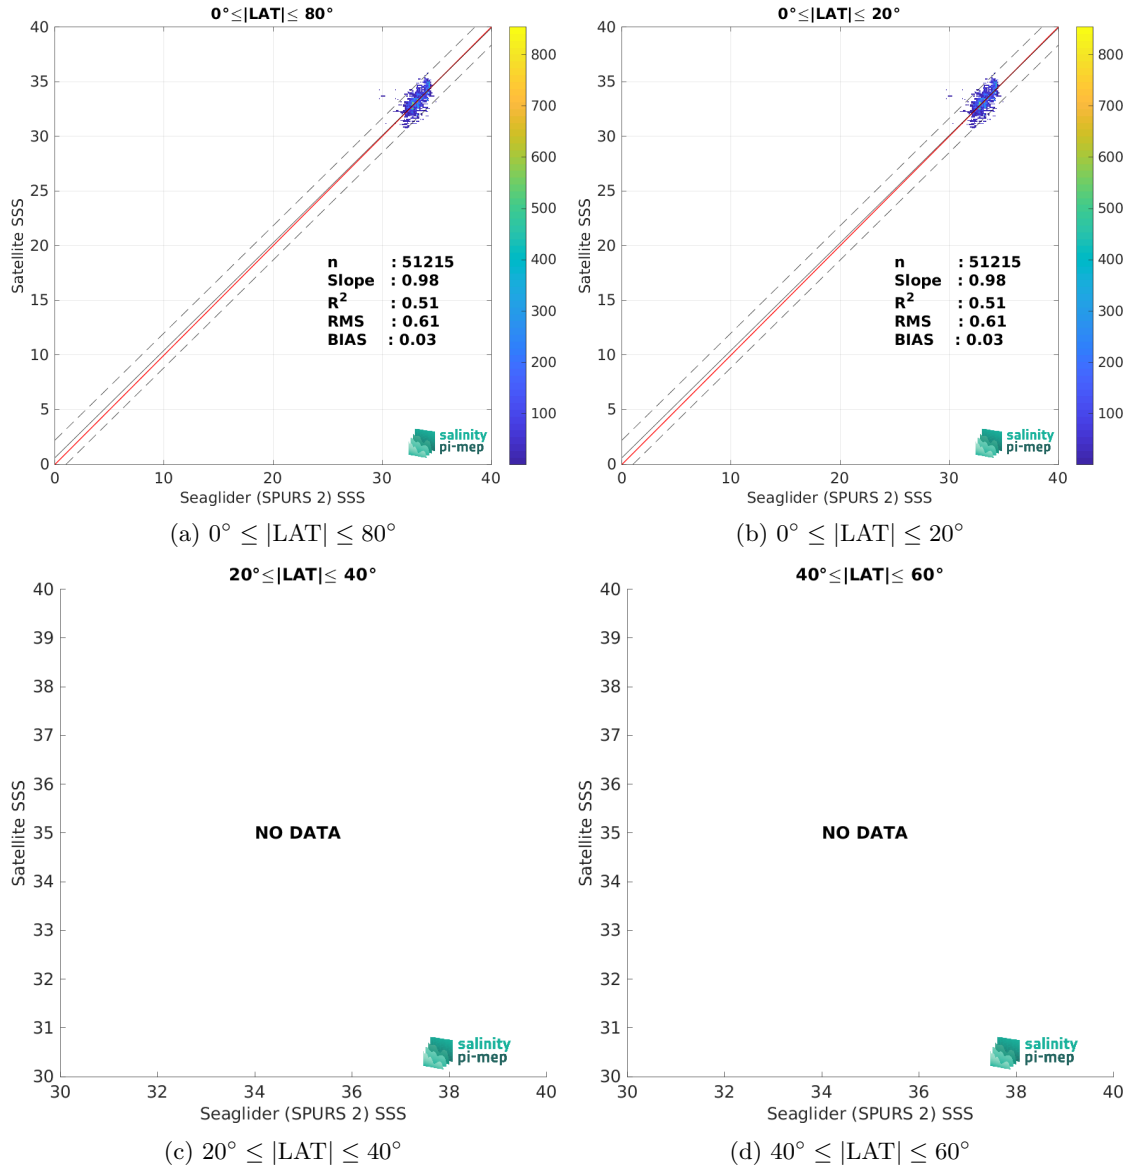 0°≤|LAT|≤ 80°
Satellite SSS
40
35
30
25
20
15
10
5
0
0
10
20
30
40
Seaglider (SPURS 2) SSS
800
700
600
500
400
300
200
100
n : 51215
Slope : 0.98
R² : 0.51
RMS : 0.61
BIAS : 0.03
salinity
pi-mep
(a) 0° ≤ |LAT| ≤ 80°
0°≤|LAT|≤ 20°
Satellite SSS
40
35
30
25
20
15
10
5
0
0
10
20
30
40
Seaglider (SPURS 2) SSS
800
700
600
500
400
300
200
100
n : 51215
Slope : 0.98
R² : 0.51
RMS : 0.61
BIAS : 0.03
salinity
pi-mep
(b) 0° ≤ |LAT| ≤ 20°
20°≤|LAT|≤ 40°
Satellite SSS
40
39
38
37
36
35
34
33
32
31
30
NO DATA
salinity
pi-mep
30
32
34
36
38
40
Seaglider (SPURS 2) SSS
(c) 20° ≤ |LAT| ≤ 40°
40°≤|LAT|≤ 60°
Satellite SSS
40
39
38
37
36
35
34
33
32
31
30
NO DATA
salinity
pi-mep
30
32
34
36
38
40
Seaglider (SPURS 2) SSS
(d) 40° ≤ |LAT| ≤ 60°